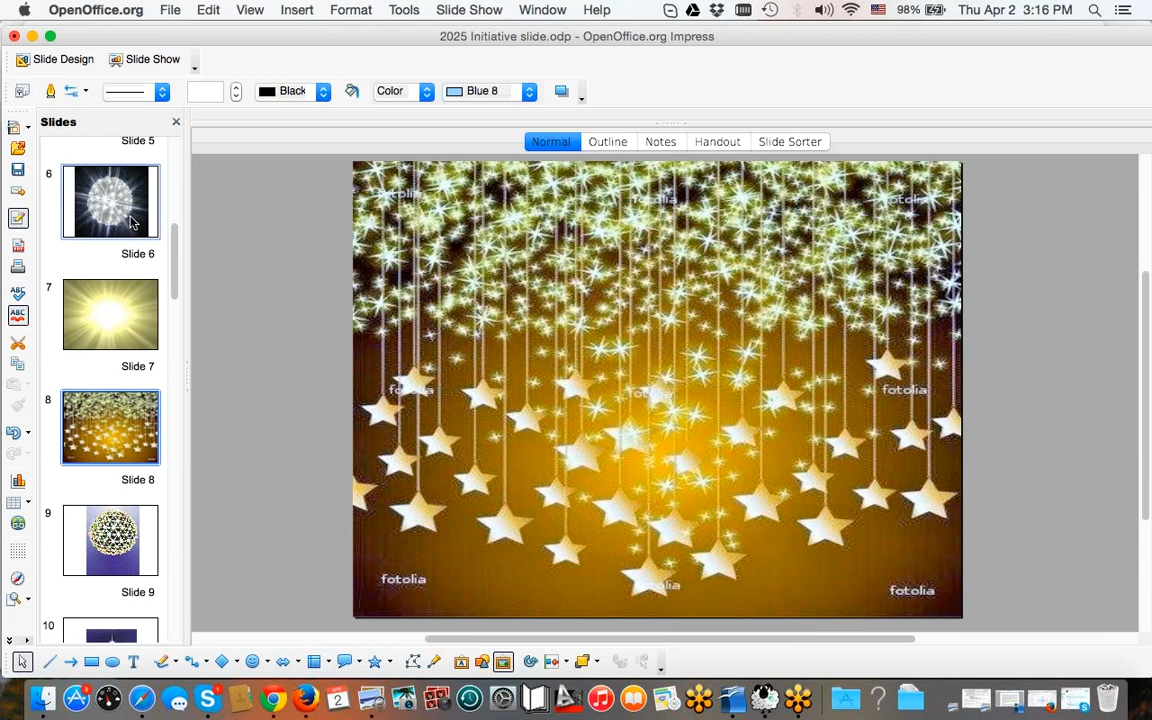 OpenOffice.org File Edit View Insert Format Tools Slide Show Window Help 98% Thu Apr 2 3:16 PM
2025 Initiative slide.odp - OpenOffice.org Impress
Slide Design Slide Show
Black Color Blue 8
Slides
Normal Outline Notes Handout Slide Sorter
Slide 5
6
Slide 6
7
Slide 7
8
Slide 8
9
Slide 9
10
fotolia fotolia fotolia
fotolia fotolia fotolia
fotolia fotolia fotolia
ABC
ABC